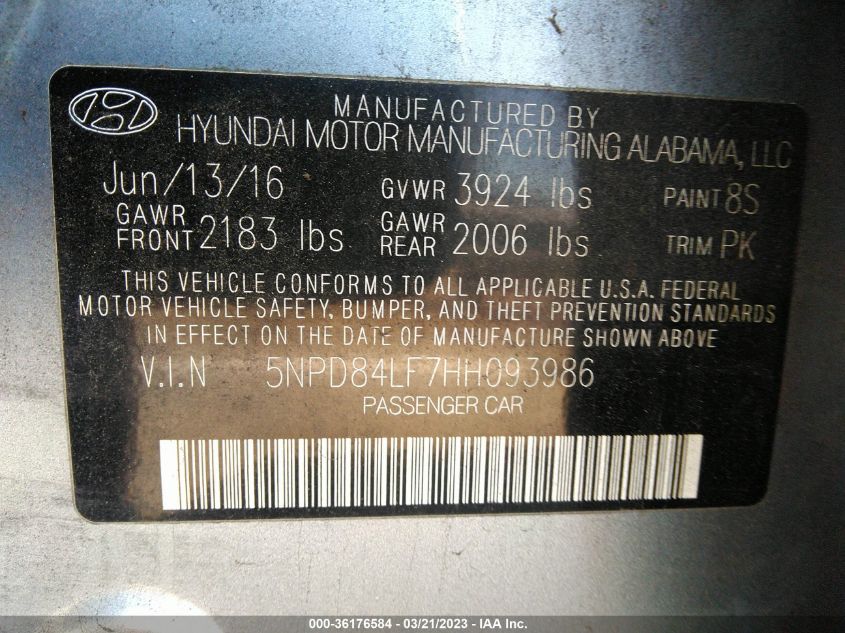 MANUFACTURED BY
HYUNDAI MOTOR MANUFACTURING ALABAMA, LLC
Jun/13/16 GVWR 3924 lbs PAINT 8S
GAWR FRONT 2183 lbs GAWR REAR 2006 lbs TRIM PK
THIS VEHICLE CONFORMS TO ALL APPLICABLE U.S.A. FEDERAL
MOTOR VEHICLE SAFETY, BUMPER, AND THEFT PREVENTION STANDARDS
IN EFFECT ON THE DATE OF MANUFACTURE SHOWN ABOVE
V.I.N 5NPD84LF7HH093986
PASSENGER CAR
000-36176584 - 03/21/2023 - IAA Inc.